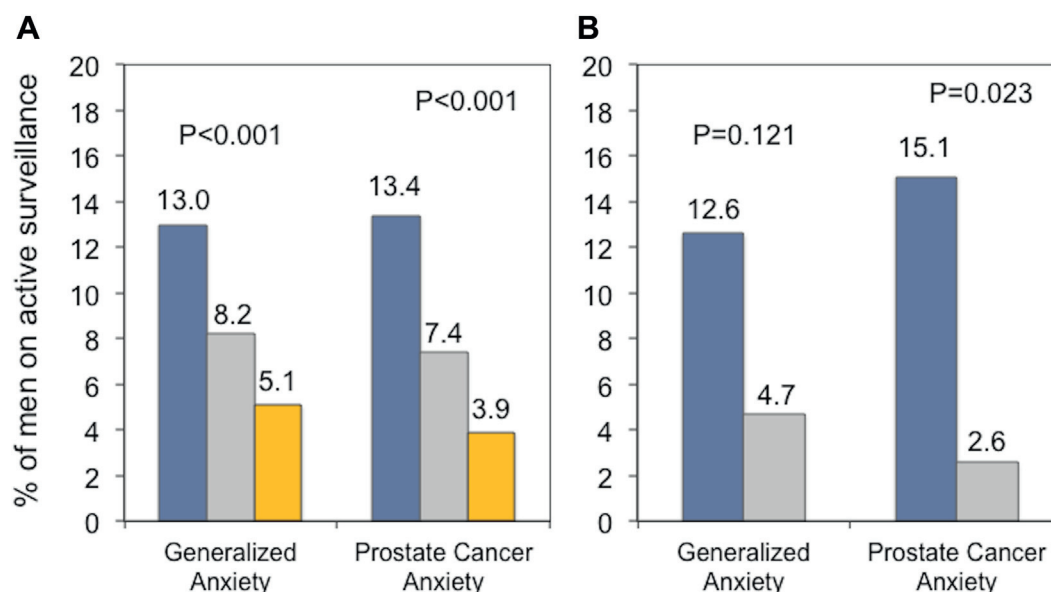 A
% of men on active surveillance
20
18
16
14
12
10
8
6
4
2
0
P<0.001
P<0.001
13.0
8.2
5.1
13.4
7.4
3.9
Generalized
Anxiety
Prostate Cancer
Anxiety
B
20
18
16
14
12
10
8
6
4
2
0
P=0.121
P=0.023
12.6
4.7
15.1
2.6
Generalized
Anxiety
Prostate Cancer
Anxiety